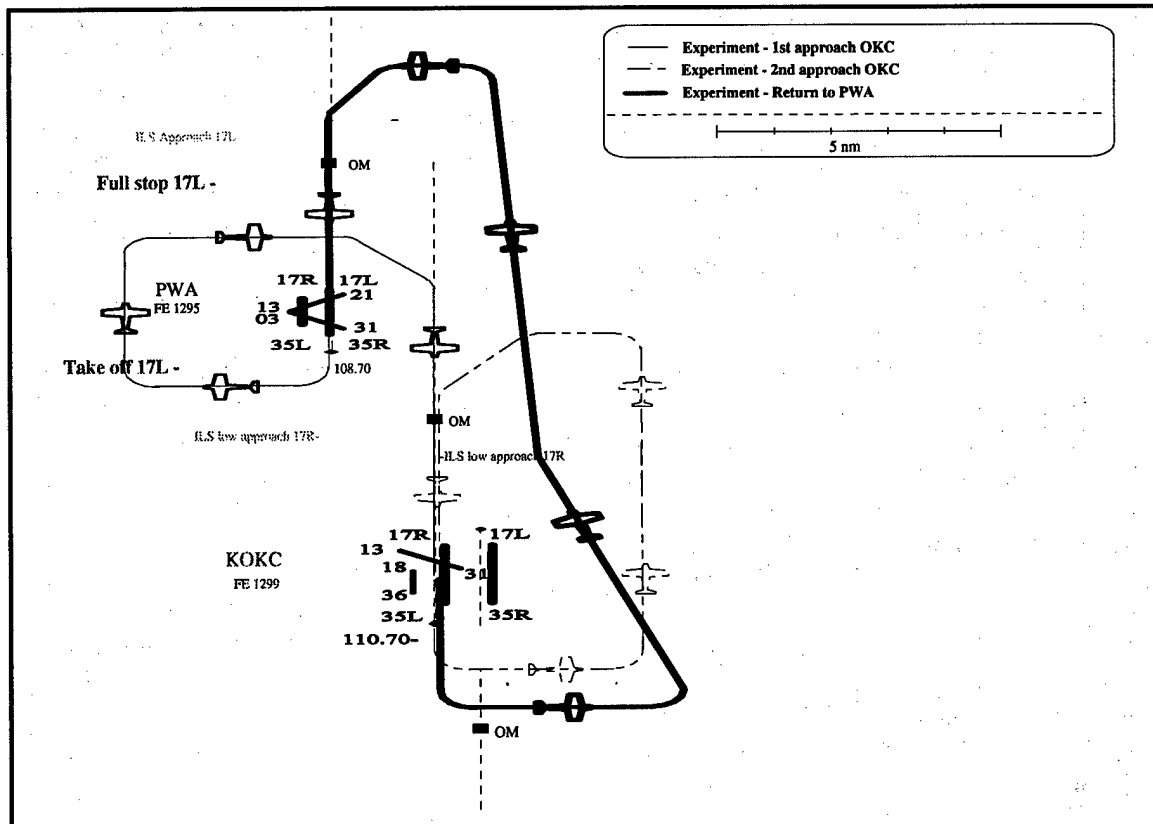 Experiment - 1st approach OKC
Experiment - 2nd approach OKC
Experiment - Return to PWA
5 nm
ILS Approach 17L
OM
Full stop 17L -
PWA
FE 1295
17R 17L
21
13
03
31
35L 35R
108.70
Take off 17L -
OM
ILS low approach 17R-
-ILS low approach 17R
17R 17L
13
KOKC
FE 1299
18
31
36
35L 35R
110.70-
OM